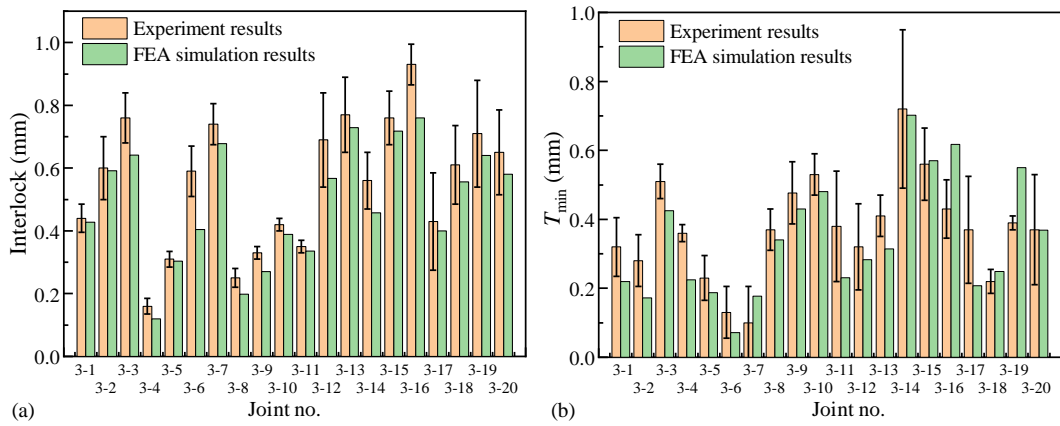 Experiment results
FEA simulation results
1.0
0.8
0.6
0.4
0.2
0.0
Interlock (mm)
3-1 3-3 3-5 3-7 3-9 3-11 3-13 3-15 3-17 3-19
3-2 3-4 3-6 3-8 3-10 3-12 3-14 3-16 3-18 3-20
(a) Joint no.
Experiment results
FEA simulation results
1.0
0.8
0.6
0.4
0.2
0.0
Tmin (mm)
3-1 3-3 3-5 3-7 3-9 3-11 3-13 3-15 3-17 3-19
3-2 3-4 3-6 3-8 3-10 3-12 3-14 3-16 3-18 3-20
(b) Joint no.